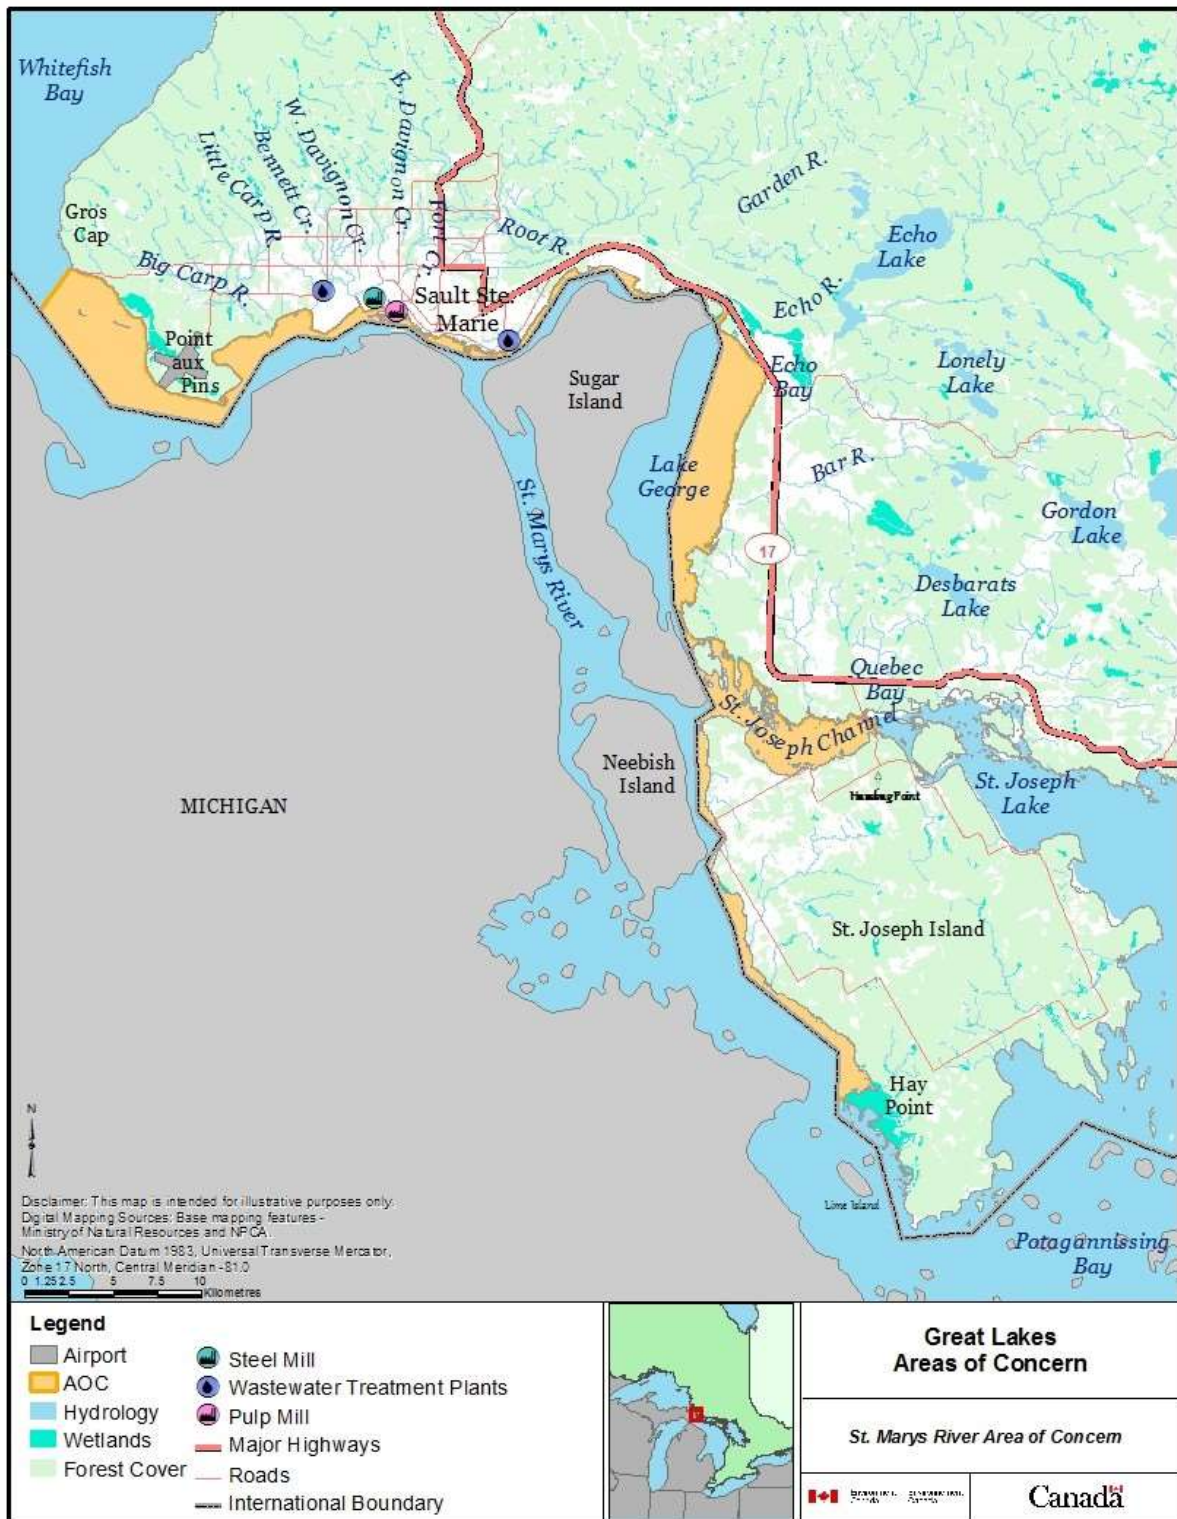 Whitefish
Bay
Gros
Cap
Little Carp R.
Bennett Cr.
W. Davignon Cr.
E. Davignon Cr.
Fort Cr.
Root R.
Garden R.
Echo
Lake
Big Carp R.
Sault Ste.
Marie
Echo R.
Point
aux
Pins
Sugar
Island
Echo
Bay
Lonely
Lake
Lake
George
Bar R.
St. Marys River
Gordon
Lake
17
Desbarats
Lake
Quebec
Bay
St. Joseph Channel
Neebish
Island
St. Joseph
Lake
MICHIGAN
Point
St. Joseph Island
Hay
Point
N
Lime Island
Potagannissing
Bay
Disclaimer: This map is intended for illustrative purposes only.
Digital Mapping Sources: Base mapping features -
Ministry of Natural Resources and NPCA.
North American Datum 1983, Universal Transverse Mercator,
Zone 17 North, Central Meridian -81.0
0 1.25 2.5 5 7.5 10
Kilometres
Legend
Airport
AOC
Hydrology
Wetlands
Forest Cover
Steel Mill
Wastewater Treatment Plants
Pulp Mill
Major Highways
Roads
International Boundary
Great Lakes
Areas of Concern
St. Marys River Area of Concern
Environment Environnement
Canada Canada
Canada